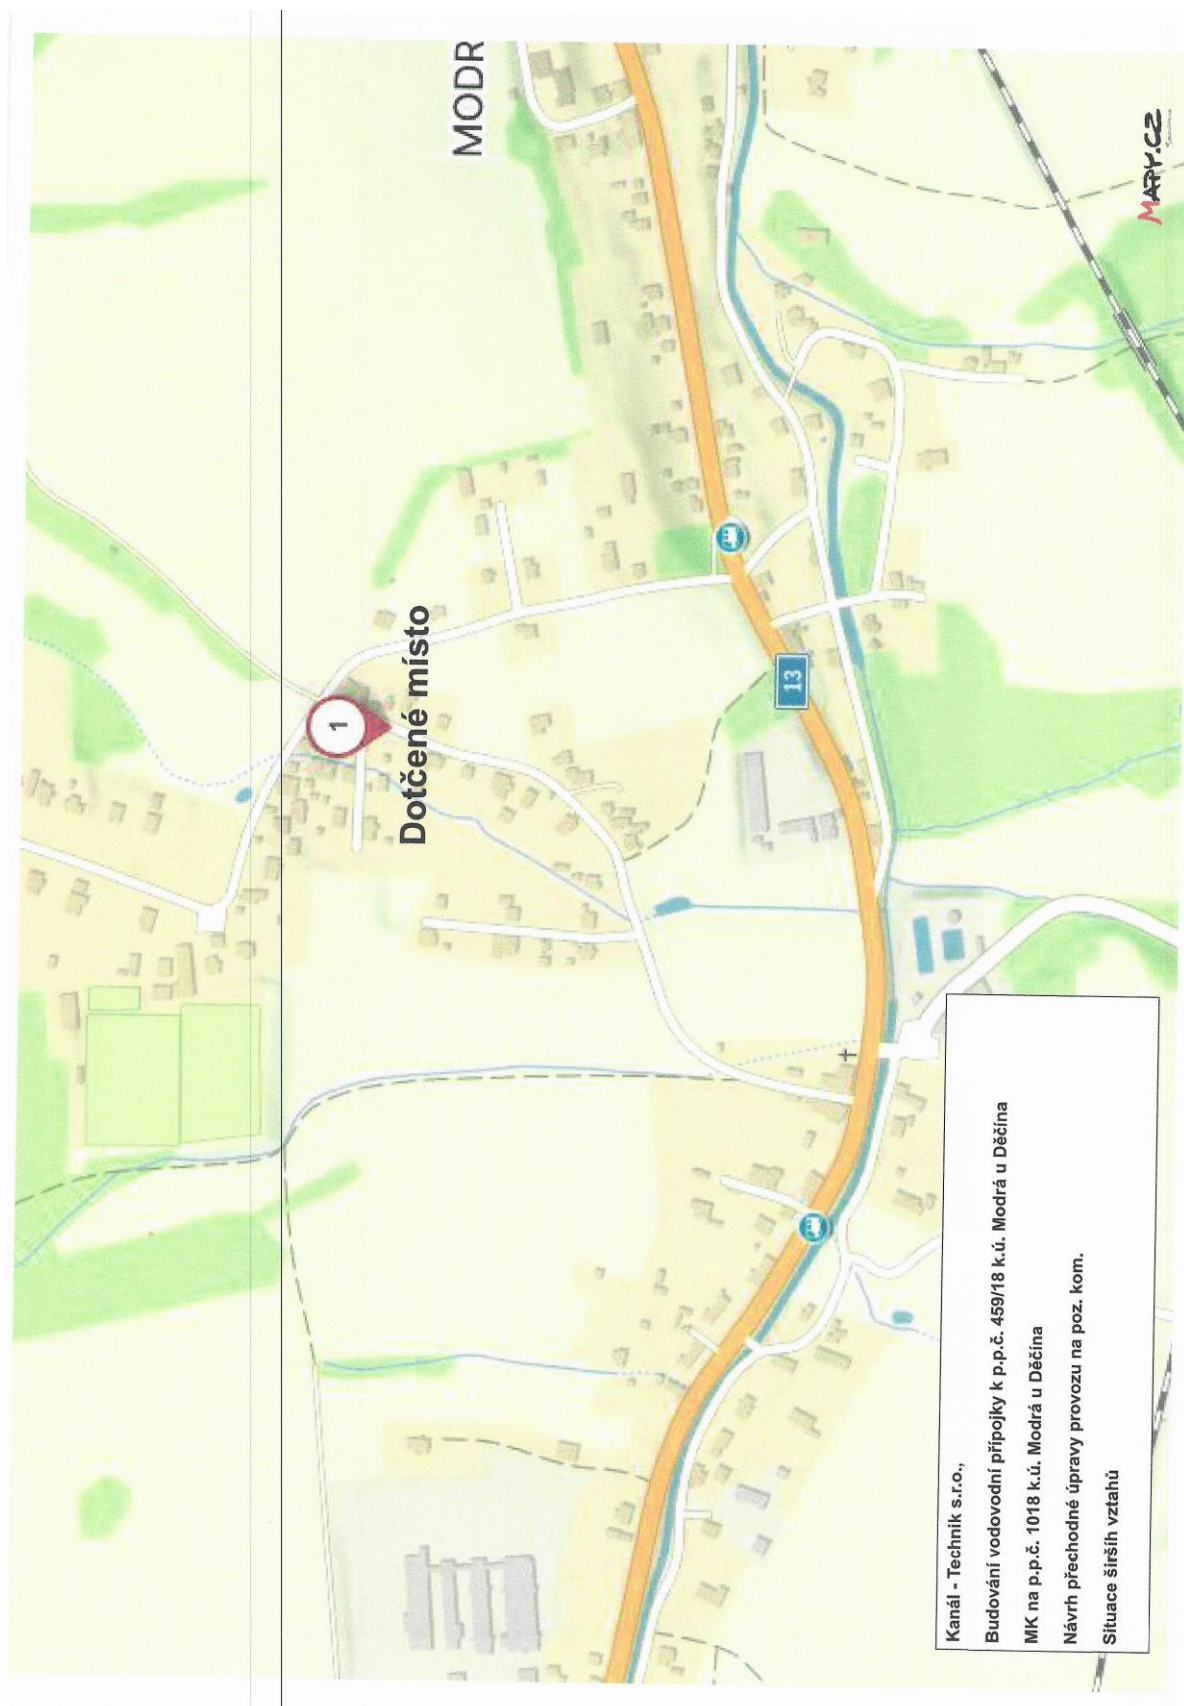 MODR
1
Dotčené místo
13
MAPY.CZ
Kanál - Technik s.r.o.,
Budování vodovodní přípojky k p.p.č. 459/18 k.ú. Modrá u Děčína
MK na p.p.č. 1018 k.ú. Modrá u Děčína
Návrh přechodné úpravy provozu na poz. kom.
Situace širšíh vztahů